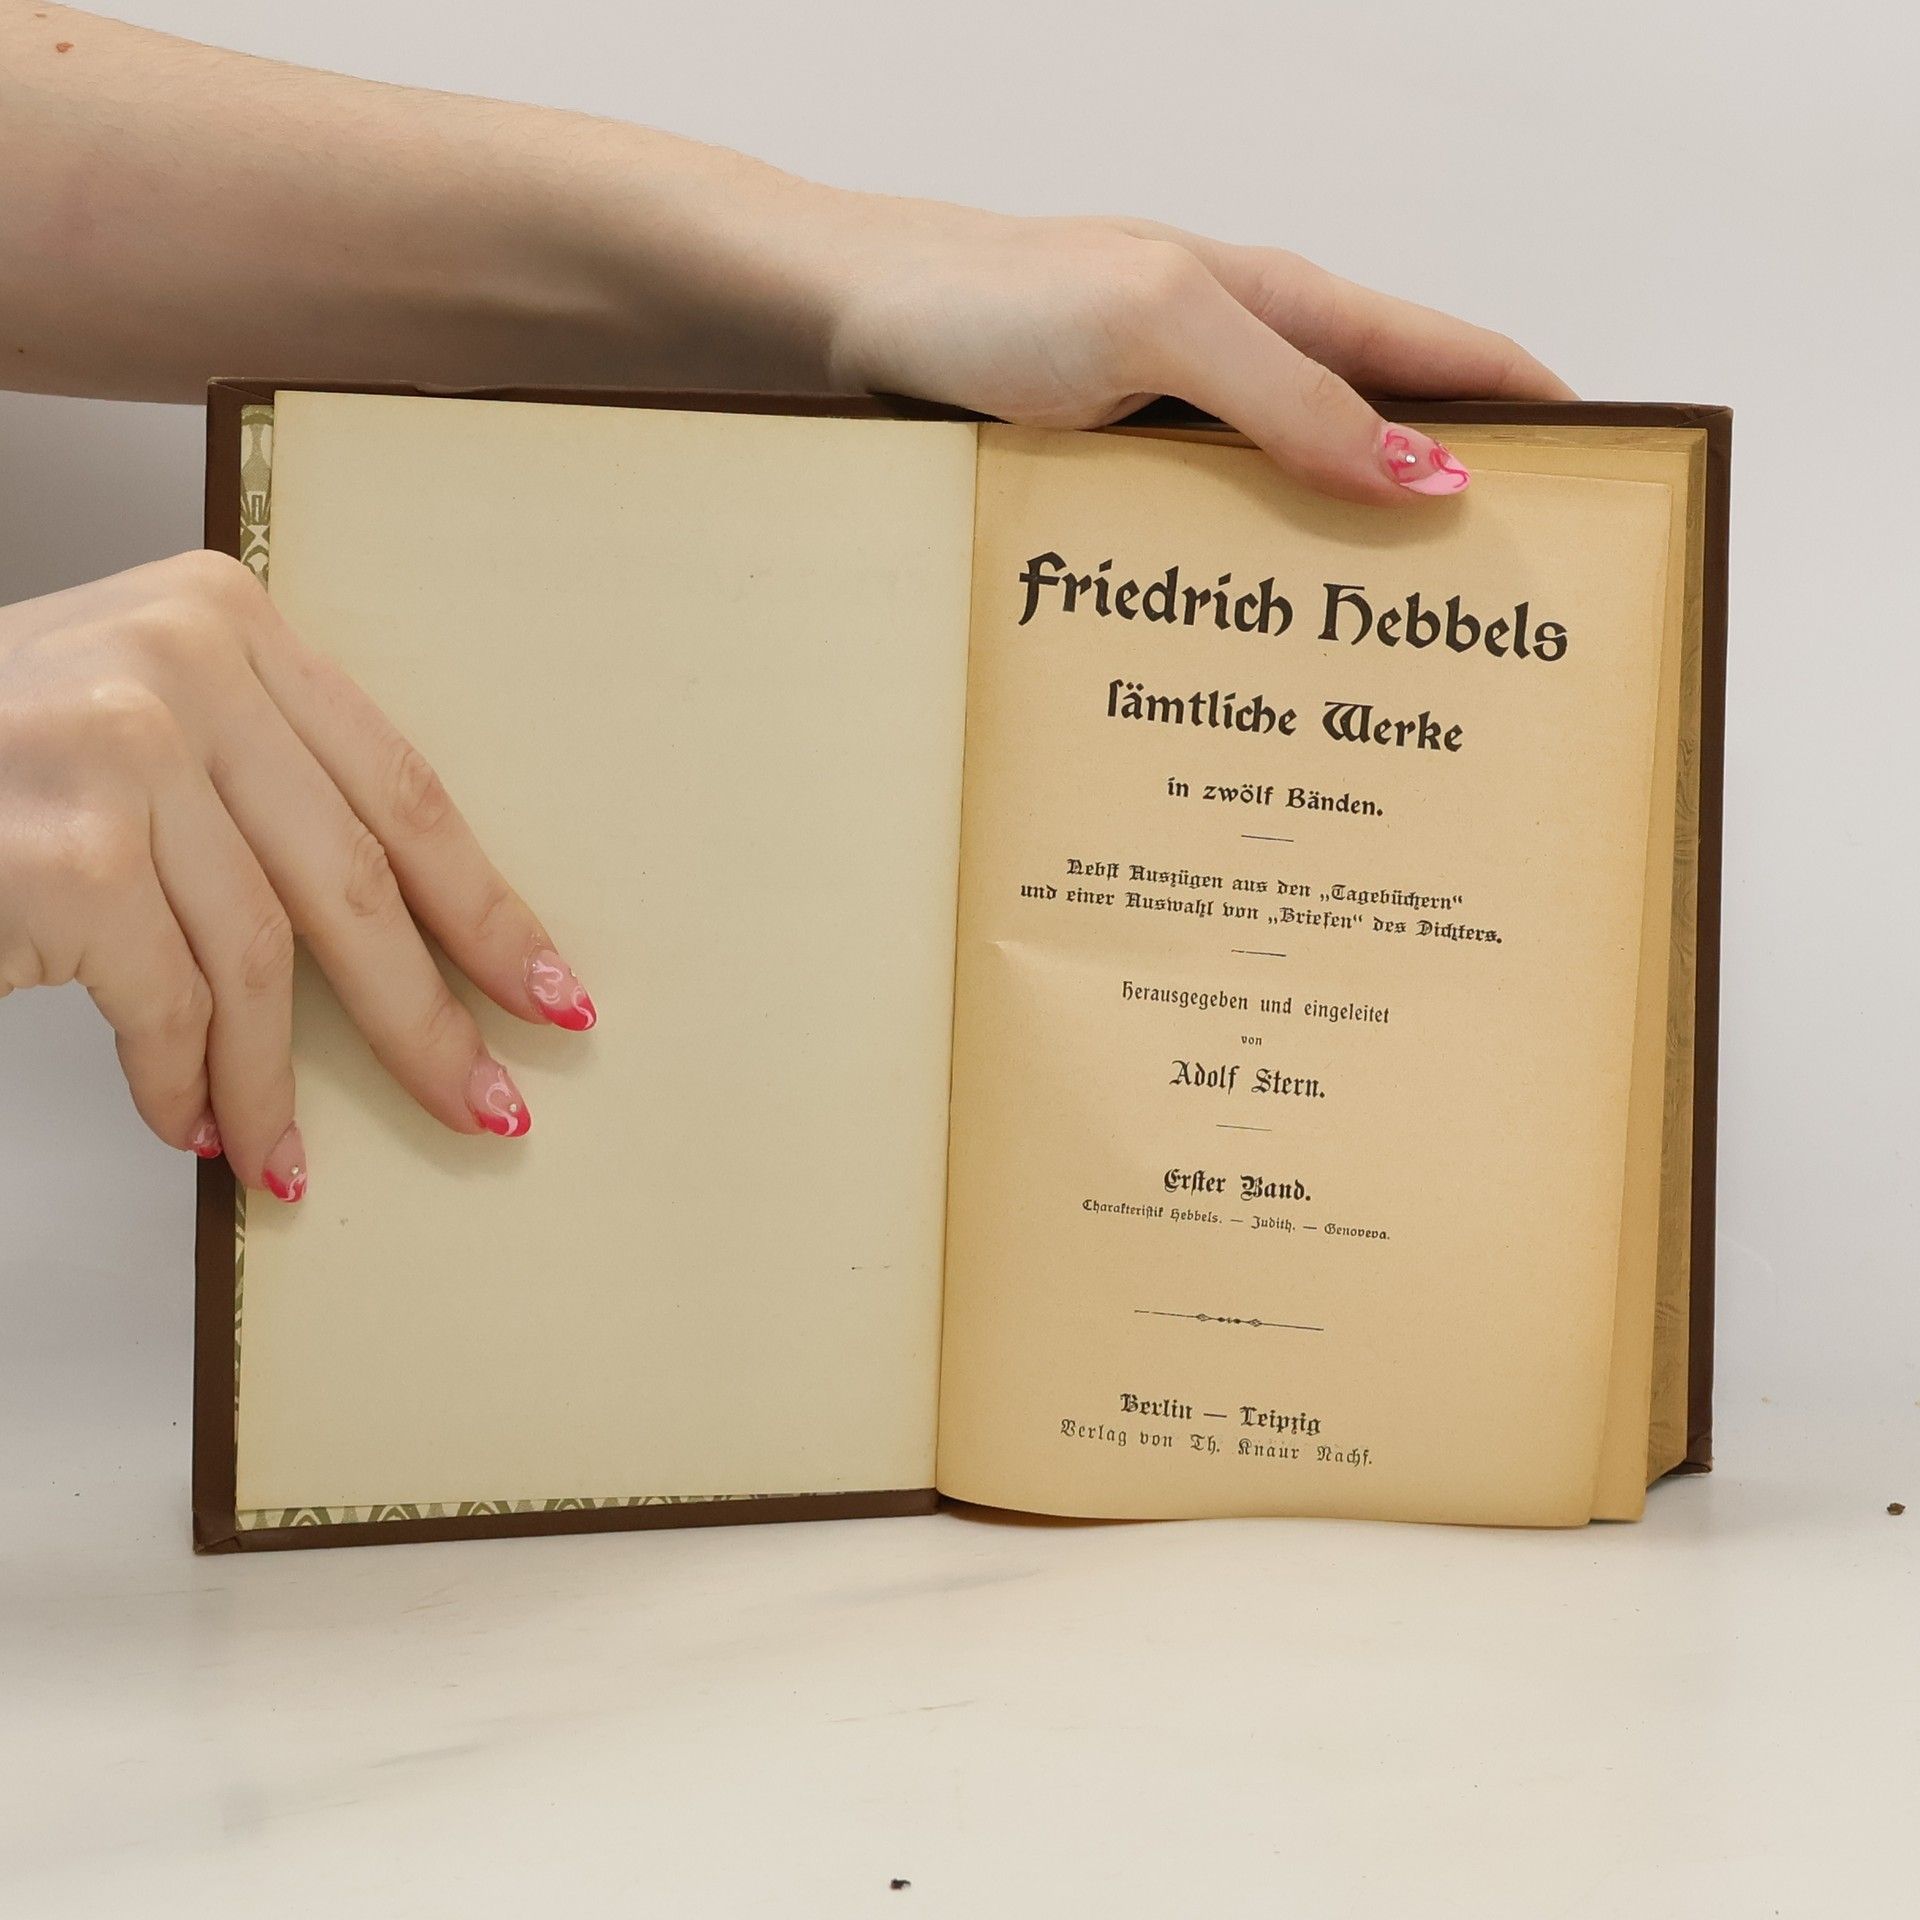 Friedrich Hebbels
sämtliche Werke
in zwölf Bänden.
Nebst Auszügen aus den „Tagebüchern“
und einer Auswahl von „Briefen“ des Dichters.
Herausgegeben und eingeleitet
von
Adolf Stern.
Erster Band.
Charakteristik Hebbels. — Judith. — Genoveva.
Berlin — Leipzig
Verlag von Th. Knaur Nachf.